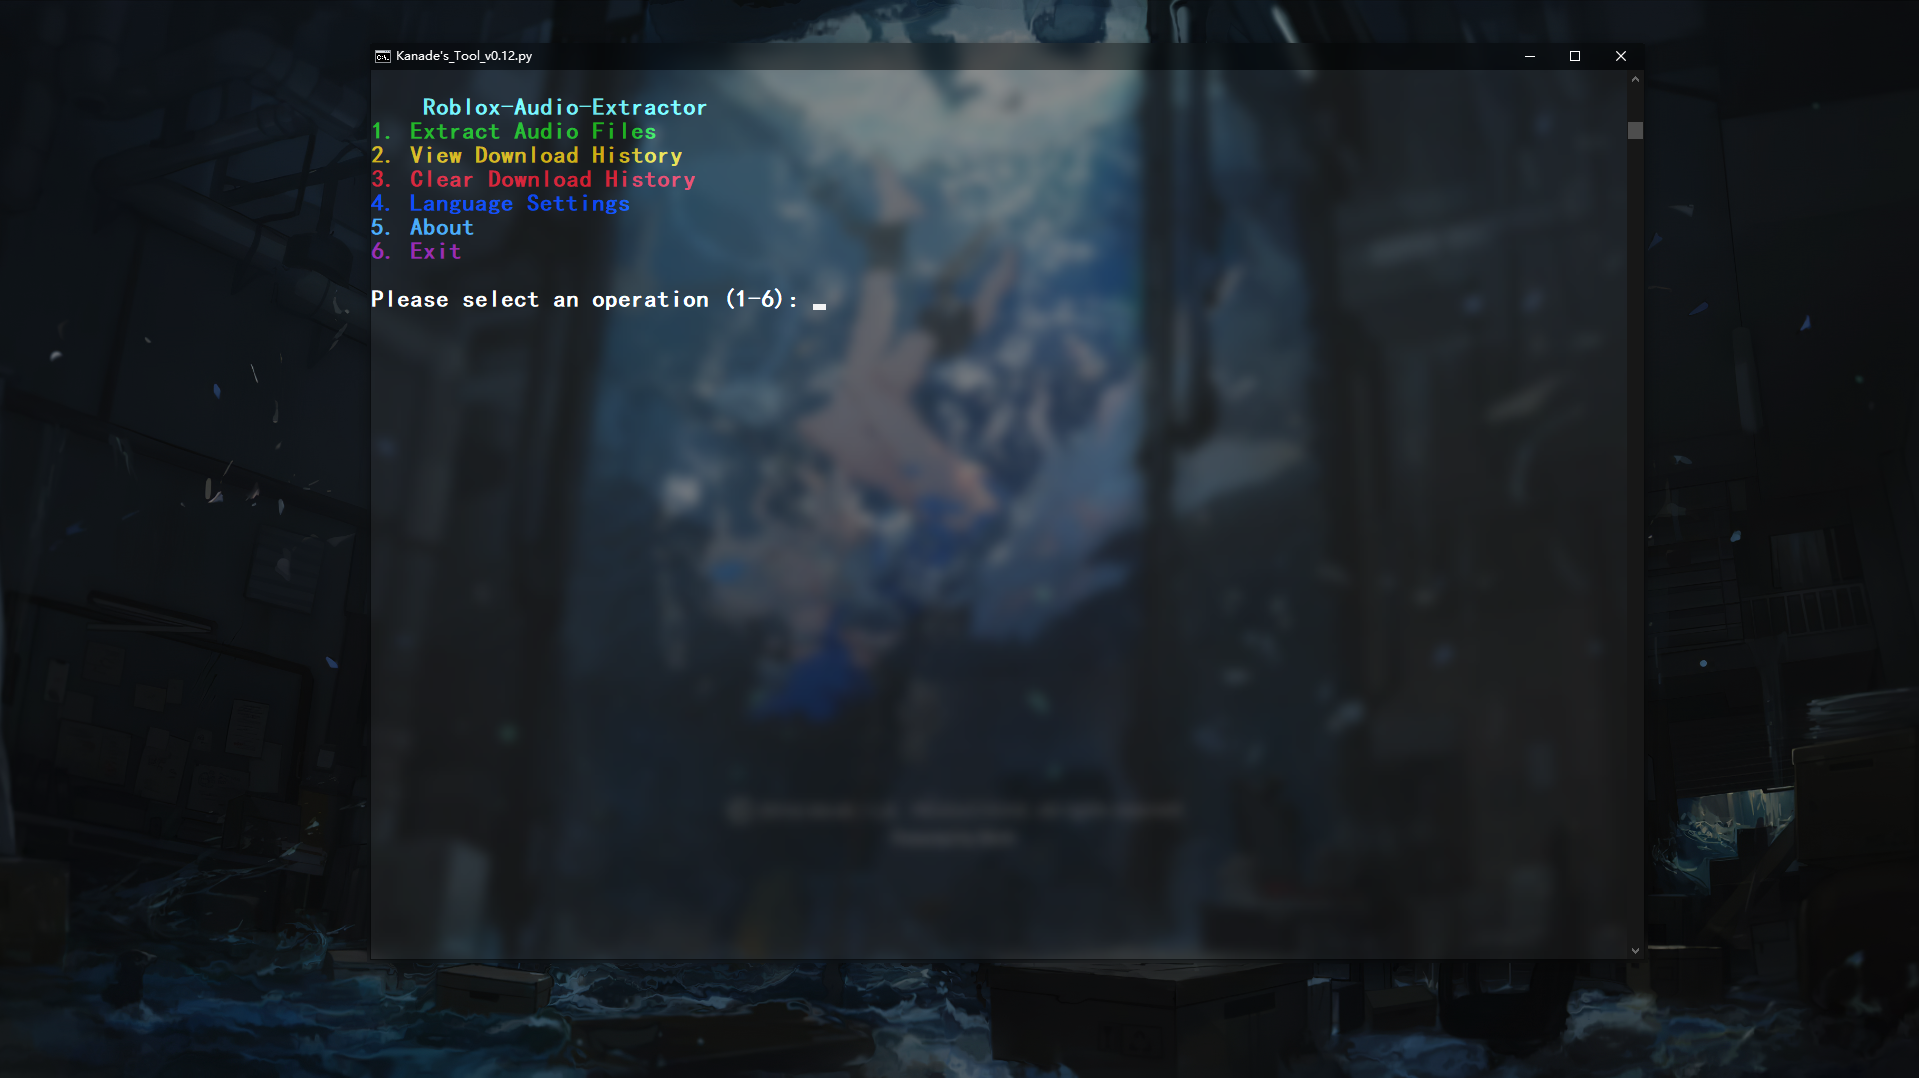 Kanade's_Tool_v0.12.py
Roblox-Audio-Extractor
1. Extract Audio Files
2. View Download History
3. Clear Download History
4. Language Settings
5. About
6. Exit
Please select an operation (1-6):